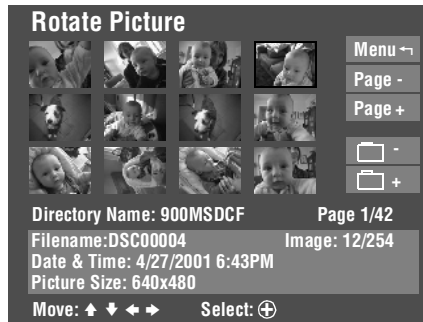 Rotate Picture
Menu
Page -
Page +
-
+
Directory Name: 900MSDCF Page 1/42
Filename:DSC00004 Image: 12/254
Date & Time: 4/27/2001 6:43PM
Picture Size: 640x480
Move: Select: